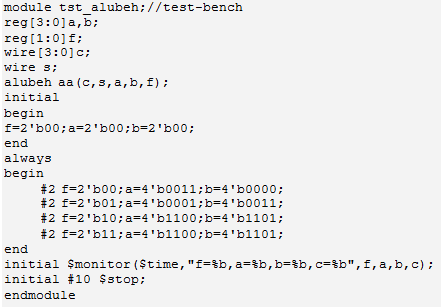 module tst_alubeh;//test-bench
reg[3:0]a,b;
reg[1:0]f;
wire[3:0]c;
wire s;
alubeh aa(c,s,a,b,f);
initial
begin
f=2'b00;a=2'b00;b=2'b00;
end
always
begin
#2 f=2'b00;a=4'b0011;b=4'b0000;
#2 f=2'b01;a=4'b0001;b=4'b0011;
#2 f=2'b10;a=4'b1100;b=4'b1101;
#2 f=2'b11;a=4'b1100;b=4'b1101;
end
initial $monitor($time,"f=%b,a=%b,b=%b,c=%b",f,a,b,c);
initial #10 $stop;
endmodule